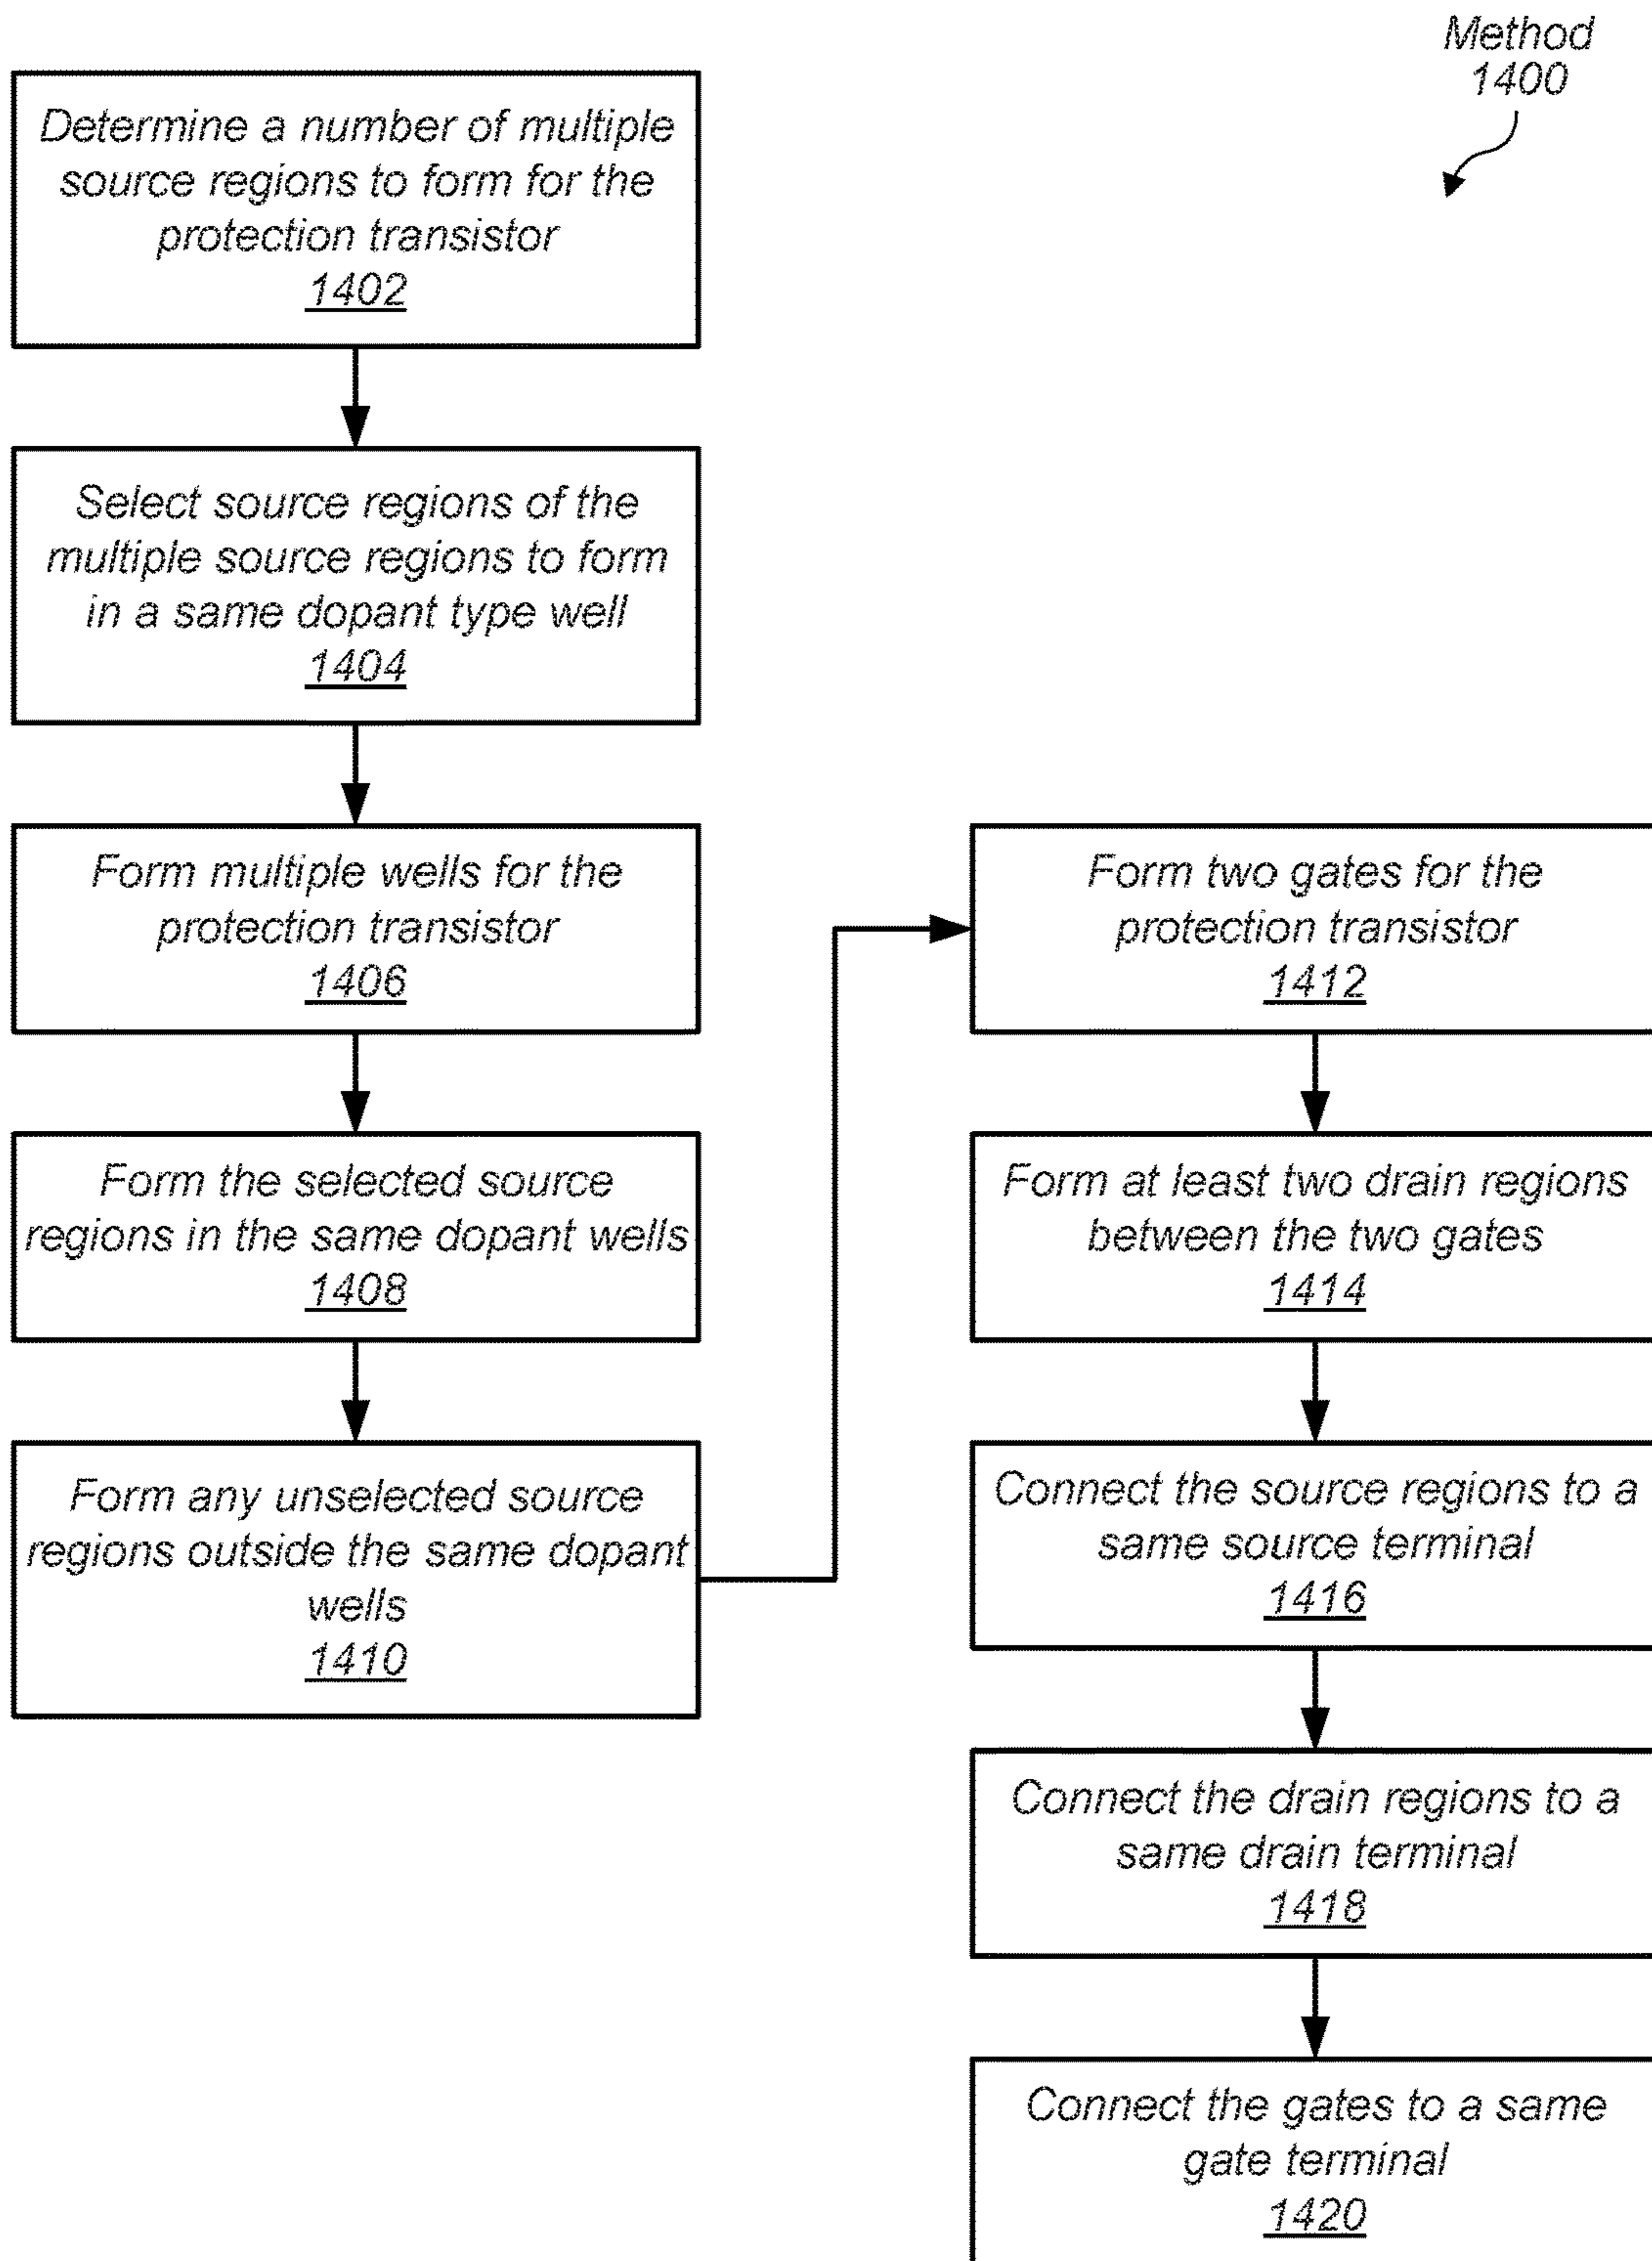 Method
1400
Determine a number of multiple
source regions to form for the
protection transistor
1402
Select source regions of the
multiple source regions to form
in a same dopant type well
1404
Form multiple wells for the
protection transistor
1406
Form the selected source
regions in the same dopant wells
1408
Form any unselected source
regions outside the same dopant
wells
1410
Form two gates for the
protection transistor
1412
Form at least two drain regions
between the two gates
1414
Connect the source regions to a
same source terminal
1416
Connect the drain regions to a
same drain terminal
1418
Connect the gates to a same
gate terminal
1420